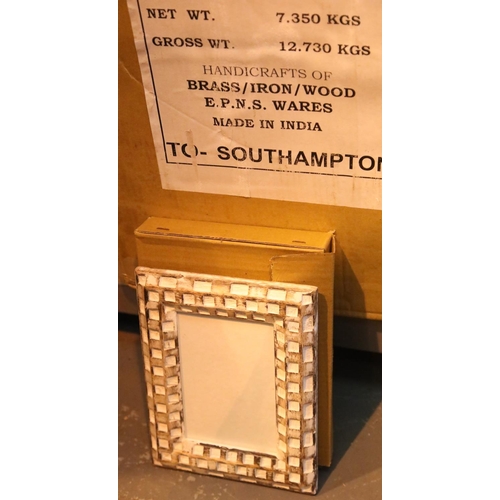 NET WT. 7.350 KGS
GROSS WT. 12.730 KGS
HANDICRAFTS OF
BRASS/IRON/WOOD
E.P.N.S. WARES
MADE IN INDIA
TO- SOUTHAMPTON